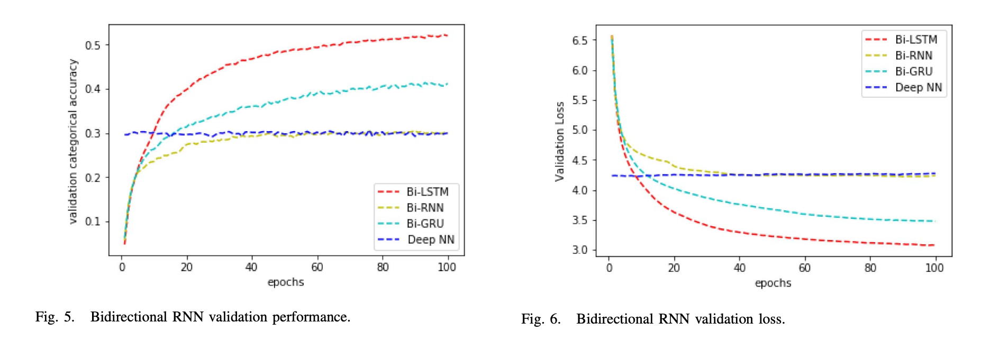 0.5
0.4
0.3
0.2
0.1
validation categorical accuracy
Bi-LSTM
Bi-RNN
Bi-GRU
Deep NN
0 20 40 60 80 100
epochs
Fig. 5. Bidirectional RNN validation performance.
6.5
6.0
5.5
5.0
4.5
4.0
3.5
3.0
Validation Loss
Bi-LSTM
Bi-RNN
Bi-GRU
Deep NN
0 20 40 60 80 100
epochs
Fig. 6. Bidirectional RNN validation loss.